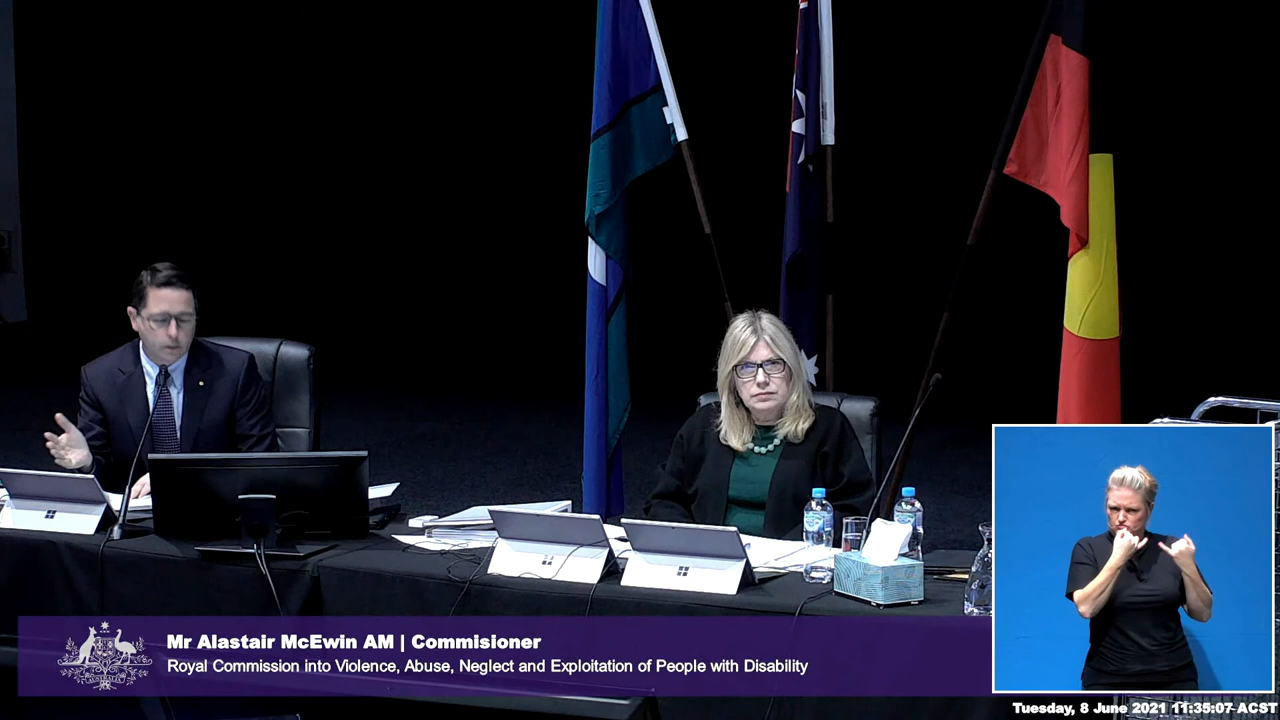 Mr Alastair McEwin AM | Commisioner
Royal Commission into Violence, Abuse, Neglect and Exploitation of People with Disability
AUSTRALIA
Tuesday, 8 June 2021 11:35:07 ACST